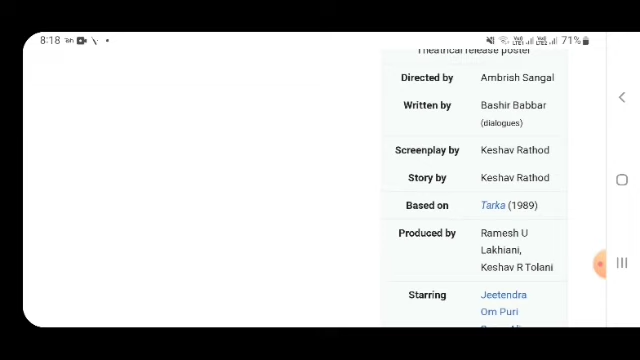 8:18
71%
Theatrical release poster
Directed by Ambrish Sangal
Written by Bashir Babbar
(dialogues)
Screenplay by Keshav Rathod
Story by Keshav Rathod
Based on Tarka (1989)
Produced by Ramesh U
Lakhiani,
Keshav R Tolani
Starring Jeetendra
Om Puri